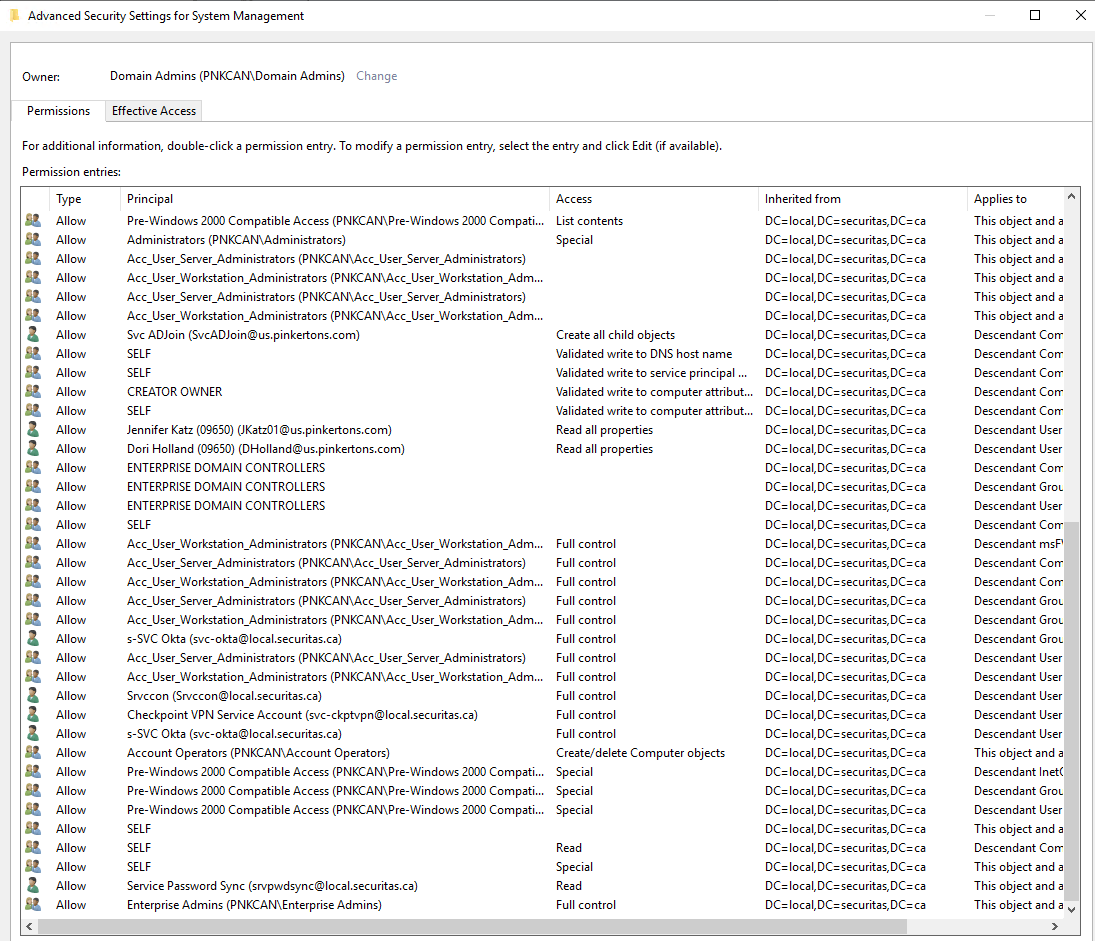 Advanced Security Settings for System Management
Owner: Domain Admins (PNKCAN\Domain Admins) Change
Permissions Effective Access
For additional information, double-click a permission entry. To modify a permission entry, select the entry and click Edit (if available).
Permission entries:
Type Principal Access Inherited from Applies to
Allow Pre-Windows 2000 Compatible Access (PNKCAN\Pre-Windows 2000 Compati... List contents DC=local,DC=securitas,DC=ca This object and a
Allow Administrators (PNKCAN\Administrators) Special DC=local,DC=securitas,DC=ca This object and a
Allow Acc_User_Server_Administrators (PNKCAN\Acc_User_Server_Administrators) DC=local,DC=securitas,DC=ca This object and a
Allow Acc_User_Workstation_Administrators (PNKCAN\Acc_User_Workstation_Adm... DC=local,DC=securitas,DC=ca This object and a
Allow Acc_User_Server_Administrators (PNKCAN\Acc_User_Server_Administrators) DC=local,DC=securitas,DC=ca This object and a
Allow Acc_User_Workstation_Administrators (PNKCAN\Acc_User_Workstation_Adm... DC=local,DC=securitas,DC=ca This object and a
Allow Svc ADJoin (SvcADJoin@us.pinkertons.com) Create all child objects DC=local,DC=securitas,DC=ca Descendant Com
Allow SELF Validated write to DNS host name DC=local,DC=securitas,DC=ca Descendant Com
Allow SELF Validated write to service principal ... DC=local,DC=securitas,DC=ca Descendant Com
Allow CREATOR OWNER Validated write to computer attribut... DC=local,DC=securitas,DC=ca Descendant Com
Allow SELF Validated write to computer attribut... DC=local,DC=securitas,DC=ca Descendant Com
Allow Jennifer Katz (09650) (JKatz01@us.pinkertons.com) Read all properties DC=local,DC=securitas,DC=ca Descendant User
Allow Dori Holland (09650) (DHolland@us.pinkertons.com) Read all properties DC=local,DC=securitas,DC=ca Descendant User
Allow ENTERPRISE DOMAIN CONTROLLERS DC=local,DC=securitas,DC=ca Descendant Com
Allow ENTERPRISE DOMAIN CONTROLLERS DC=local,DC=securitas,DC=ca Descendant Grou
Allow ENTERPRISE DOMAIN CONTROLLERS DC=local,DC=securitas,DC=ca Descendant User
Allow SELF DC=local,DC=securitas,DC=ca Descendant Com
Allow Acc_User_Workstation_Administrators (PNKCAN\Acc_User_Workstation_Adm... Full control DC=local,DC=securitas,DC=ca Descendant msFV
Allow Acc_User_Server_Administrators (PNKCAN\Acc_User_Server_Administrators) Full control DC=local,DC=securitas,DC=ca Descendant Com
Allow Acc_User_Workstation_Administrators (PNKCAN\Acc_User_Workstation_Adm... Full control DC=local,DC=securitas,DC=ca Descendant Com
Allow Acc_User_Server_Administrators (PNKCAN\Acc_User_Server_Administrators) Full control DC=local,DC=securitas,DC=ca Descendant Grou
Allow Acc_User_Workstation_Administrators (PNKCAN\Acc_User_Workstation_Adm... Full control DC=local,DC=securitas,DC=ca Descendant Grou
Allow s-SVC Okta (svc-okta@local.securitas.ca) Full control DC=local,DC=securitas,DC=ca Descendant Grou
Allow Acc_User_Server_Administrators (PNKCAN\Acc_User_Server_Administrators) Full control DC=local,DC=securitas,DC=ca Descendant User
Allow Acc_User_Workstation_Administrators (PNKCAN\Acc_User_Workstation_Adm... Full control DC=local,DC=securitas,DC=ca Descendant User
Allow Srvccon (Srvccon@local.securitas.ca) Full control DC=local,DC=securitas,DC=ca Descendant User
Allow Checkpoint VPN Service Account (svc-ckptvpn@local.securitas.ca) Full control DC=local,DC=securitas,DC=ca Descendant User
Allow s-SVC Okta (svc-okta@local.securitas.ca) Full control DC=local,DC=securitas,DC=ca Descendant User
Allow Account Operators (PNKCAN\Account Operators) Create/delete Computer objects DC=local,DC=securitas,DC=ca This object and a
Allow Pre-Windows 2000 Compatible Access (PNKCAN\Pre-Windows 2000 Compati... Special DC=local,DC=securitas,DC=ca Descendant InetO
Allow Pre-Windows 2000 Compatible Access (PNKCAN\Pre-Windows 2000 Compati... Special DC=local,DC=securitas,DC=ca Descendant Grou
Allow Pre-Windows 2000 Compatible Access (PNKCAN\Pre-Windows 2000 Compati... Special DC=local,DC=securitas,DC=ca Descendant User
Allow SELF DC=local,DC=securitas,DC=ca This object and a
Allow SELF Read DC=local,DC=securitas,DC=ca Descendant Com
Allow SELF Special DC=local,DC=securitas,DC=ca This object and a
Allow Service Password Sync (srvpwdsync@local.securitas.ca) Read DC=local,DC=securitas,DC=ca This object and a
Allow Enterprise Admins (PNKCAN\Enterprise Admins) Full control DC=local,DC=securitas,DC=ca This object and a